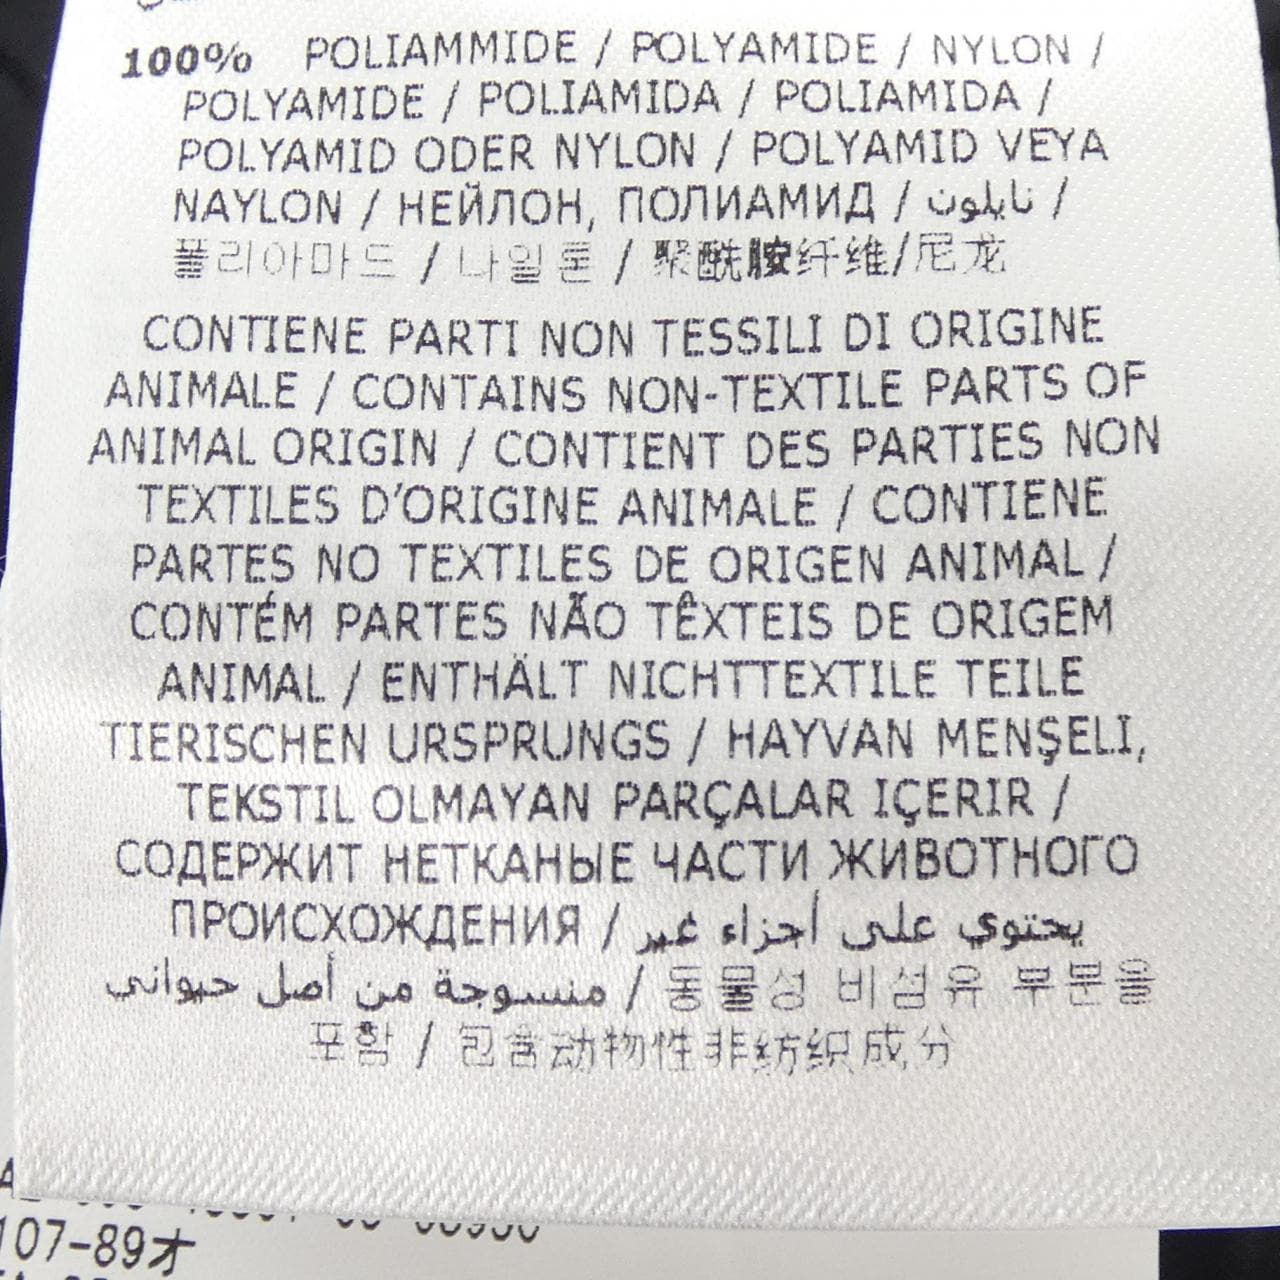 100% POLIAMMIDE / POLYAMIDE / NYLON /
POLYAMIDE / POLIAMIDA / POLIAMIDA /
POLYAMID ODER NYLON / POLYAMID VEYA
NAYLON / НЕЙЛОН, ПОЛИАМИД / نايلون /
폴리아마드 / 나일론 / 聚酰胺纤维/尼龙
CONTIENE PARTI NON TESSILI DI ORIGINE
ANIMALE / CONTAINS NON-TEXTILE PARTS OF
ANIMAL ORIGIN / CONTIENT DES PARTIES NON
TEXTILES D'ORIGINE ANIMALE / CONTIENE
PARTES NO TEXTILES DE ORIGEN ANIMAL /
CONTÉM PARTES NÃO TÊXTEIS DE ORIGEM
ANIMAL / ENTHÄLT NICHTTEXTILE TEILE
TIERISCHEN URSPRUNGS / HAYVAN MENŞELI,
TEKSTIL OLMAYAN PARÇALAR IÇERIR /
СОДЕРЖИТ НЕТКАНЫЕ ЧАСТИ ЖИВОТНОГО
ПРОИСХОЖДЕНИЯ / يحتوي على أجزاء غير
منسوجة من أصل حيواني / 동물성 비섬유 부분을
포함 / 包含动物性非纺织成分
107-89オ